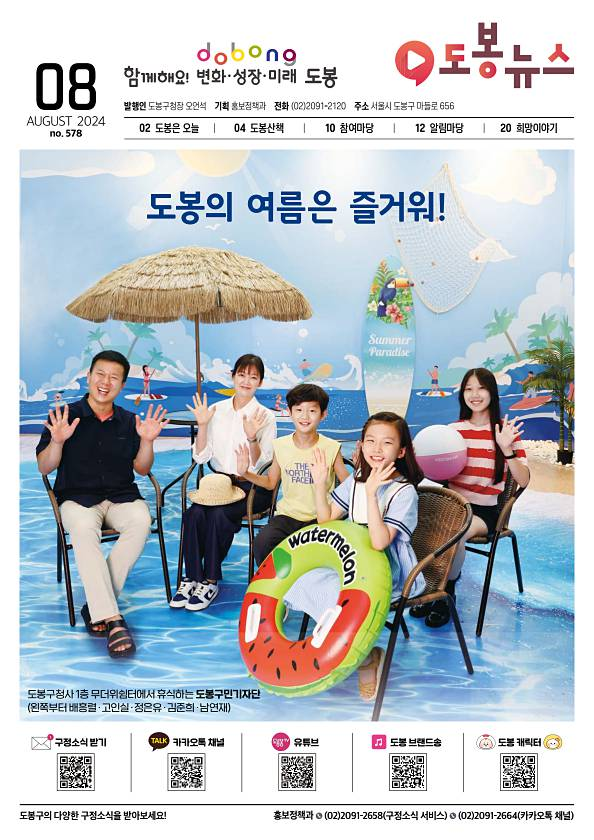 08
AUGUST 2024
no. 578
dobong
함께해요! 변화·성장·미래 도봉
도봉뉴스
발행인 도봉구청장 오언석 기획 홍보정책과 전화 (02)2091-2120 주소 서울시 도봉구 마들로 656
02 도봉은 오늘 | 04 도봉산책 | 10 참여마당 | 12 알림마당 | 20 희망이야기
도봉의 여름은 즐거워!
Summer
Paradise
THE
NORTH
FACE
watermelon
도봉구청사 1층 무더위쉼터에서 휴식하는 도봉구민기자단
(왼쪽부터 배홍렬·고인실·정은유·김준희·남연재)
구정소식 받기
TALK 카카오톡 채널
유튜브
도봉 브랜드송
도봉 캐릭터
도봉구의 다양한 구정소식을 받아보세요!
홍보정책과 (02)2091-2658(구정소식 서비스) (02)2091-2664(카카오톡 채널)